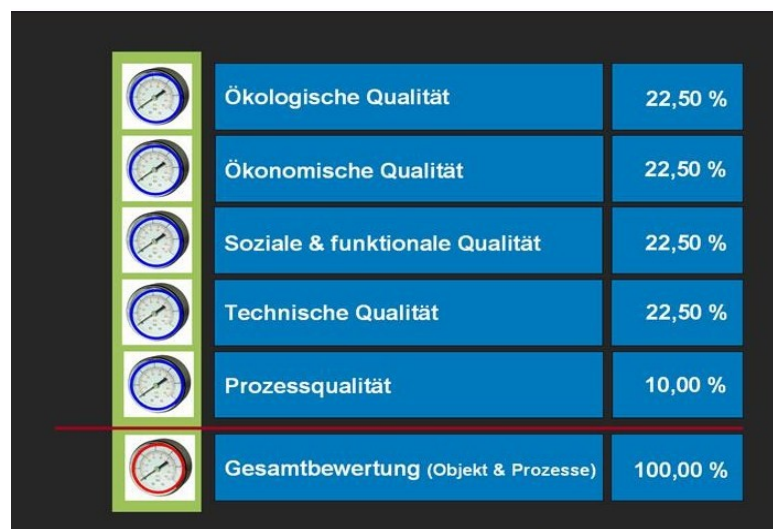 Ökologische Qualität 22,50 %
Ökonomische Qualität 22,50 %
Soziale & funktionale Qualität 22,50 %
Technische Qualität 22,50 %
Prozessqualität 10,00 %
Gesamtbewertung (Objekt & Prozesse) 100,00 %